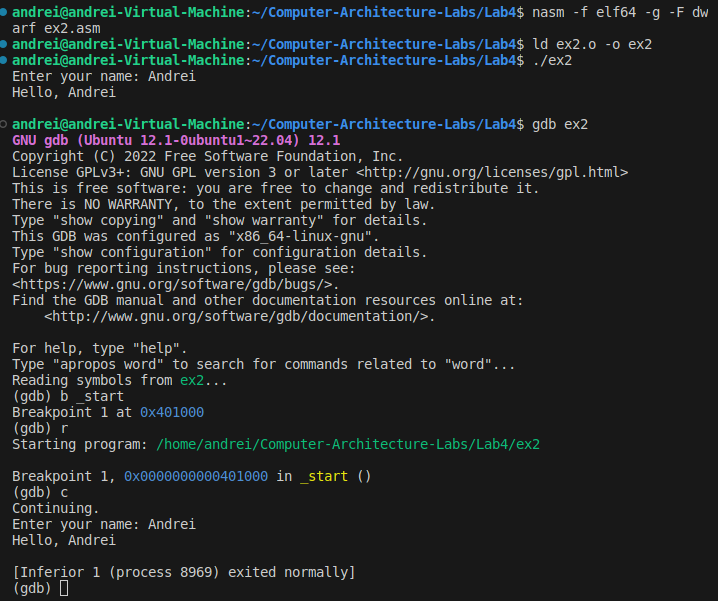 andrei@andrei-Virtual-Machine:~/Computer-Architecture-Labs/Lab4$ nasm -f elf64 -g -F dw
arf ex2.asm
andrei@andrei-Virtual-Machine:~/Computer-Architecture-Labs/Lab4$ ld ex2.o -o ex2
andrei@andrei-Virtual-Machine:~/Computer-Architecture-Labs/Lab4$ ./ex2
Enter your name: Andrei
Hello, Andrei

andrei@andrei-Virtual-Machine:~/Computer-Architecture-Labs/Lab4$ gdb ex2
GNU gdb (Ubuntu 12.1-0ubuntu1~22.04) 12.1
Copyright (C) 2022 Free Software Foundation, Inc.
License GPLv3+: GNU GPL version 3 or later <http://gnu.org/licenses/gpl.html>
This is free software: you are free to change and redistribute it.
There is NO WARRANTY, to the extent permitted by law.
Type "show copying" and "show warranty" for details.
This GDB was configured as "x86_64-linux-gnu".
Type "show configuration" for configuration details.
For bug reporting instructions, please see:
<https://www.gnu.org/software/gdb/bugs/>.
Find the GDB manual and other documentation resources online at:
    <http://www.gnu.org/software/gdb/documentation/>.

For help, type "help".
Type "apropos word" to search for commands related to "word"...
Reading symbols from ex2...
(gdb) b _start
Breakpoint 1 at 0x401000
(gdb) r
Starting program: /home/andrei/Computer-Architecture-Labs/Lab4/ex2

Breakpoint 1, 0x0000000000401000 in _start ()
(gdb) c
Continuing.
Enter your name: Andrei
Hello, Andrei

[Inferior 1 (process 8969) exited normally]
(gdb)